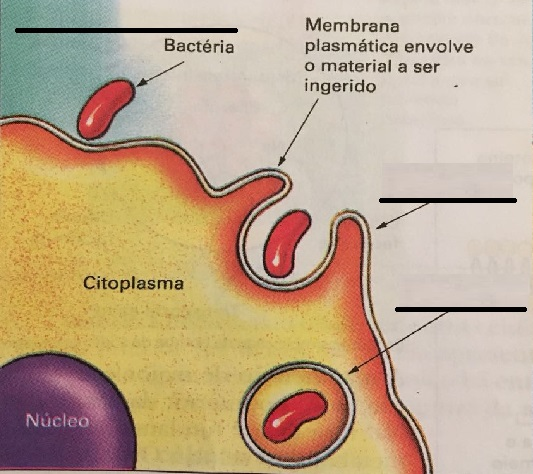 Bactéria
Membrana
plasmática envolve
o material a ser
ingerido
Citoplasma
Núcleo